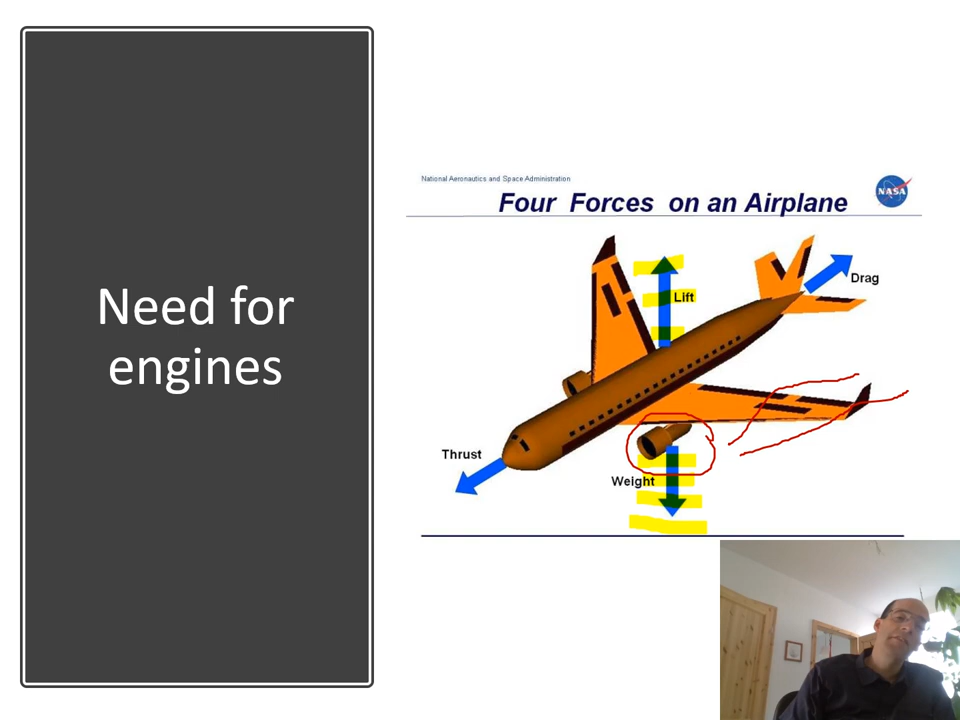 Need for
engines
National Aeronautics and Space Administration
NASA
Four Forces on an Airplane
Drag
Lift
Thrust
Weight